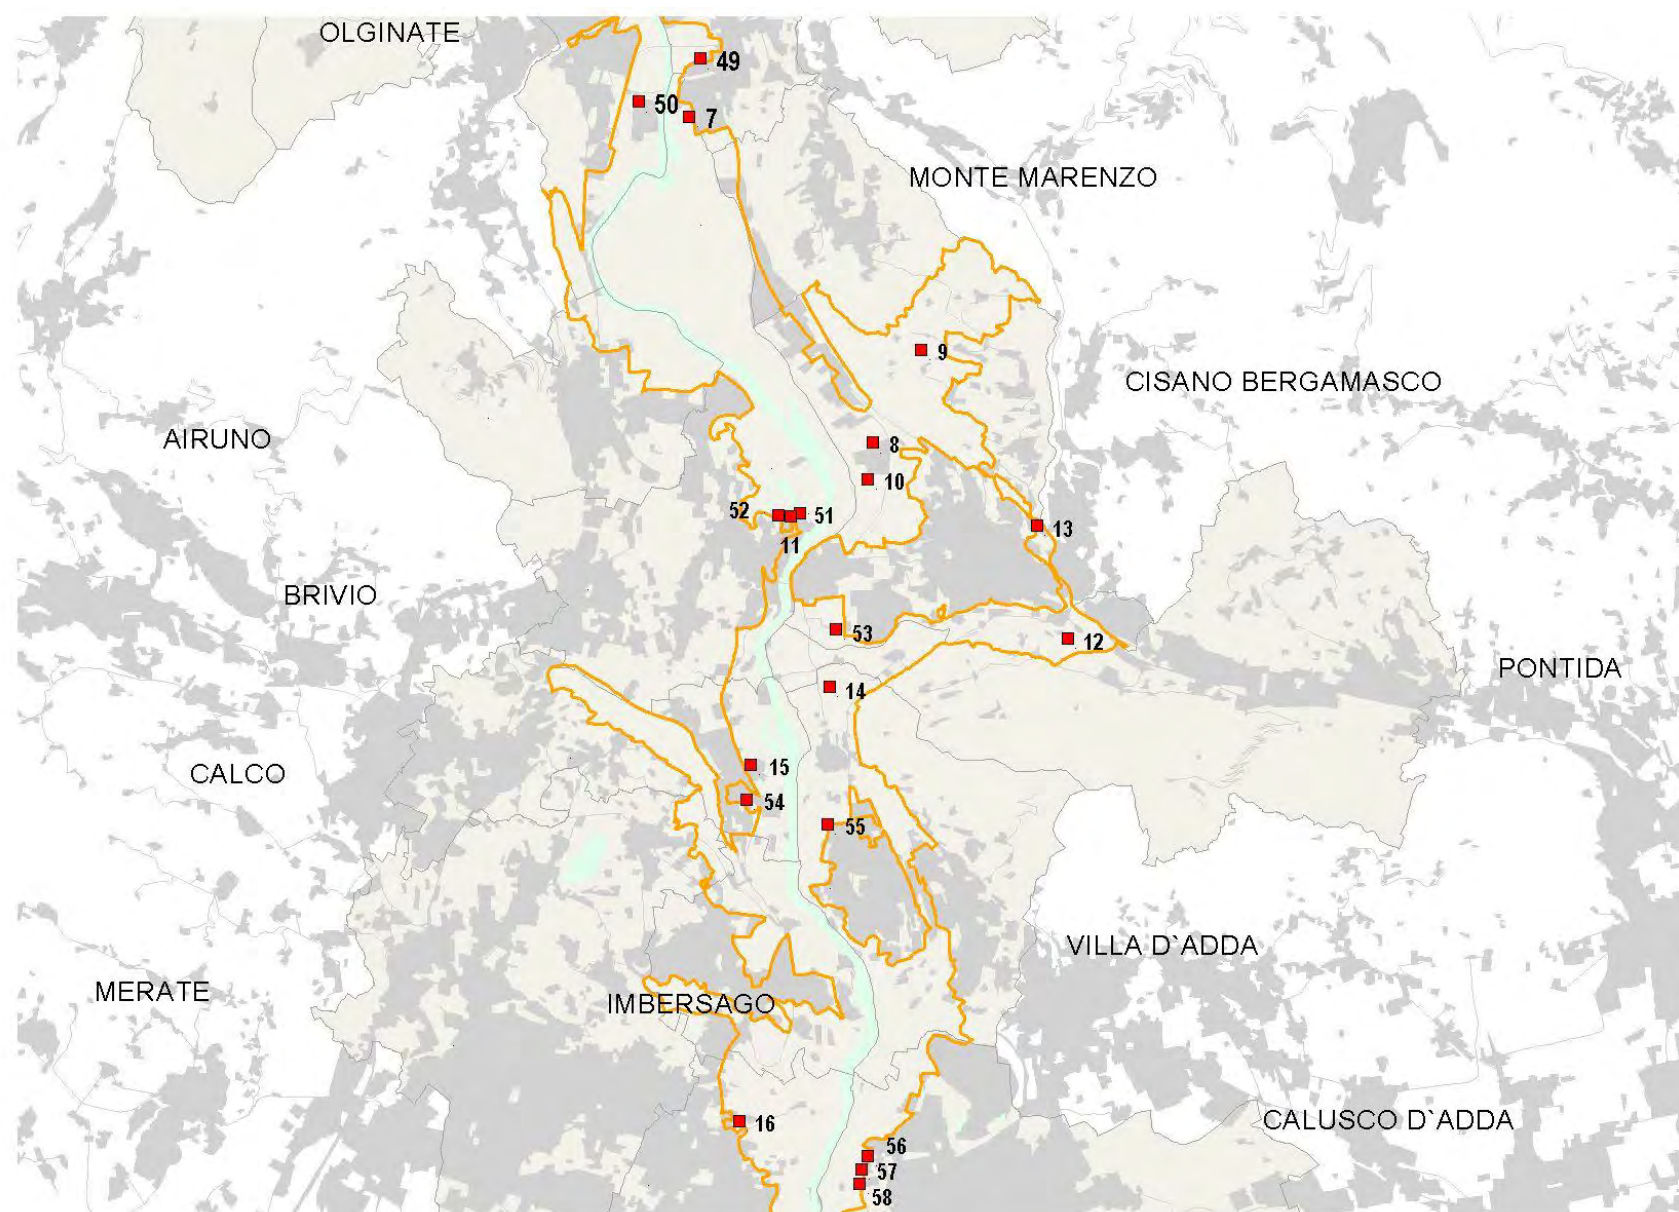 OLGINATE
49
50
7
MONTE MARENZO
9
CISANO BERGAMASCO
AIRUNO
8
10
52
51
13
11
BRIVIO
53
12
PONTIDA
14
15
CALCO
54
55
VILLA D`ADDA
MERATE
IMBERSAGO
16
CALUSCO D`ADDA
56
57
58